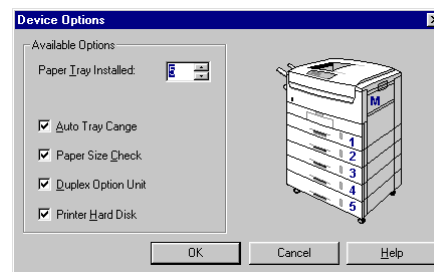 Device Options
Available Options
Paper Tray Installed: 5
Auto Tray Cange
Paper Size Check
Duplex Option Unit
Printer Hard Disk
M
1
2
3
4
5
OK Cancel Help